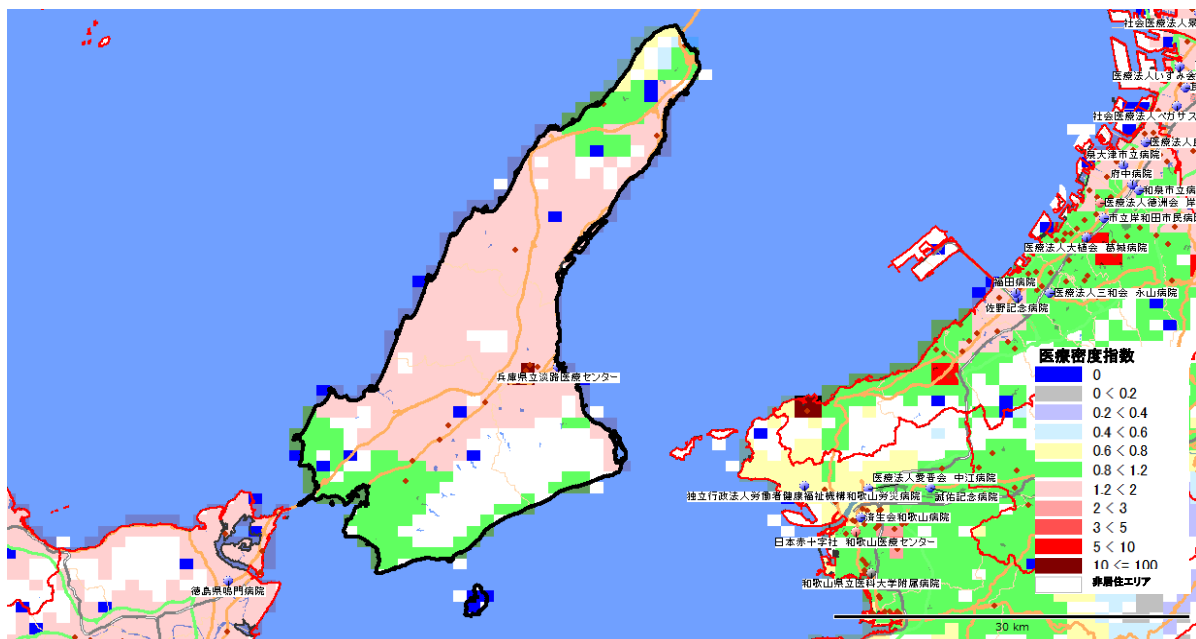 社会医療法人景
医療法人いずみ会
社会医療法人ペガサス
医療法人良
泉大津市立病院
府中病院
和泉市立病
医療法人徳洲会 岸
市立岸和田市民病院
医療法人大植会 葛城病院
福田病院
医療法人三和会 永山病院
佐野記念病院
兵庫県立淡路医療センター
医療法人愛晋会 中江病院
独立行政法人労働者健康福祉機構和歌山労災病院
誠佑記念病院
済生会和歌山病院
日本赤十字社 和歌山医療センター
和歌山県立医科大学附属病院
徳島県鳴門病院
医療密度指数
0
0 < 0.2
0.2 < 0.4
0.4 < 0.6
0.6 < 0.8
0.8 < 1.2
1.2 < 2
2 < 3
3 < 5
5 < 10
10 <= 100
非居住エリア
30 km